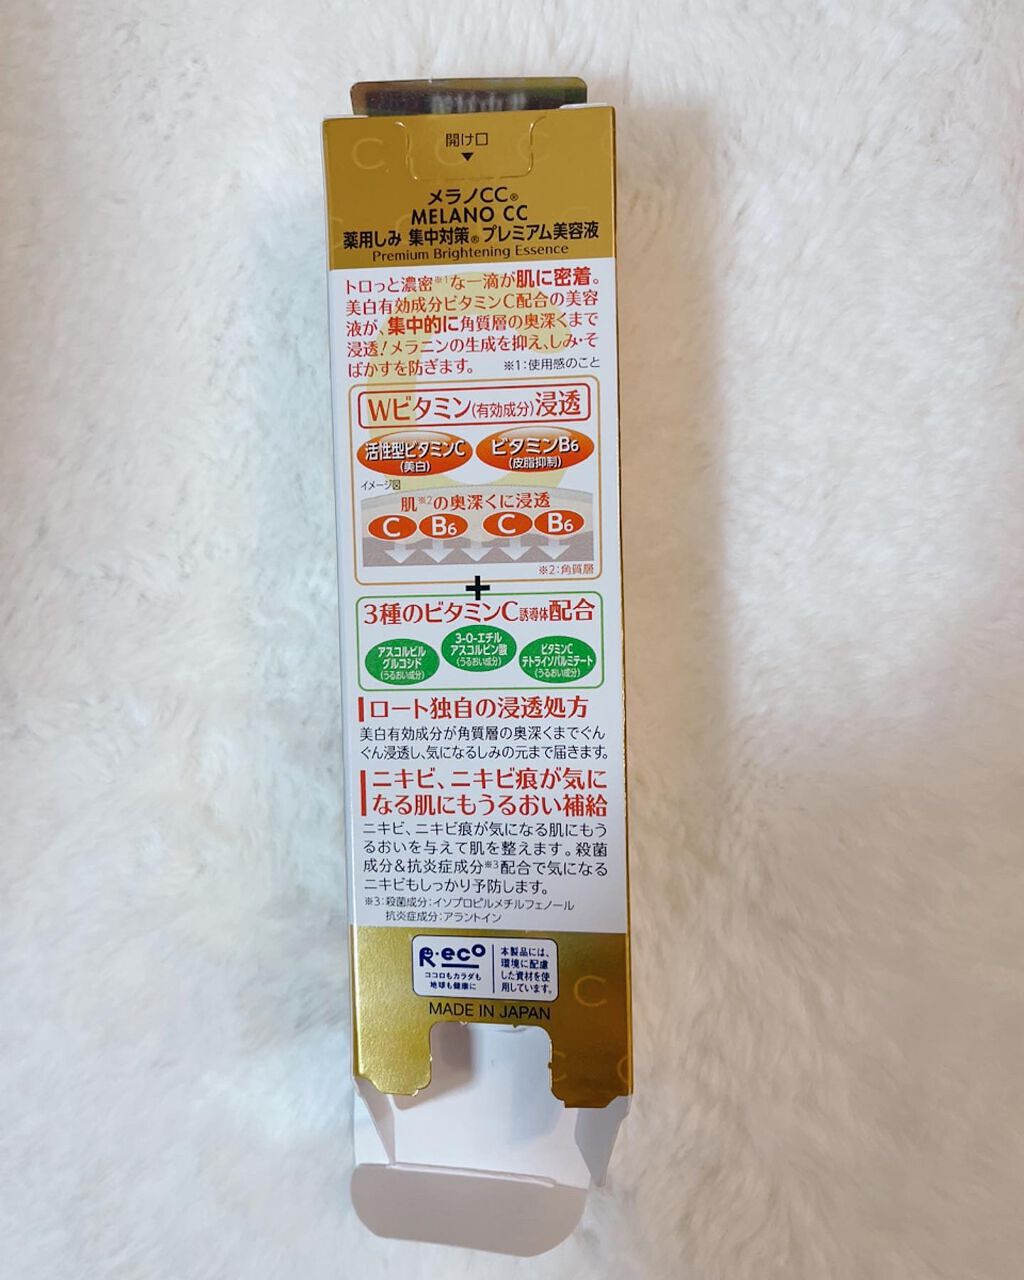 開け口
▼
メラノCC®
MELANO CC
薬用しみ 集中対策®プレミアム美容液
Premium Brightening Essence
トロっと濃密※1な一滴が肌に密着。
美白有効成分ビタミンC配合の美容
液が、集中的に角質層の奥深くまで
浸透!メラニンの生成を抑え、しみ・そ
ばかすを防ぎます。 ※1:使用感のこと
Wビタミン(有効成分)浸透
活性型ビタミンC
(美白)
ビタミンB6
(皮脂抑制)
イメージ図
肌※2の奥深くに浸透
C B6 C B6
※2:角質層
+
3種のビタミンC誘導体配合
アスコルビル
グルコシド
(うるおい成分)
3-O-エチル
アスコルビン酸
(うるおい成分)
ビタミンC
テトライソパルミテート
(うるおい成分)
ロート独自の浸透処方
美白有効成分が角質層の奥深くまでぐん
ぐん浸透し、気になるしみの元まで届きます。
ニキビ、ニキビ痕が気に
なる肌にもうるおい補給
ニキビ、ニキビ痕が気になる肌にもう
るおいを与えて肌を整えます。殺菌
成分&抗炎症成分※3配合で気になる
ニキビもしっかり予防します。
※3:殺菌成分:イソプロピルメチルフェノール
抗炎症成分:アラントイン
R・eco
ココロもカラダも
地球も健康に
本製品には、
環境に配慮
した資材を使
用しています。
MADE IN JAPAN